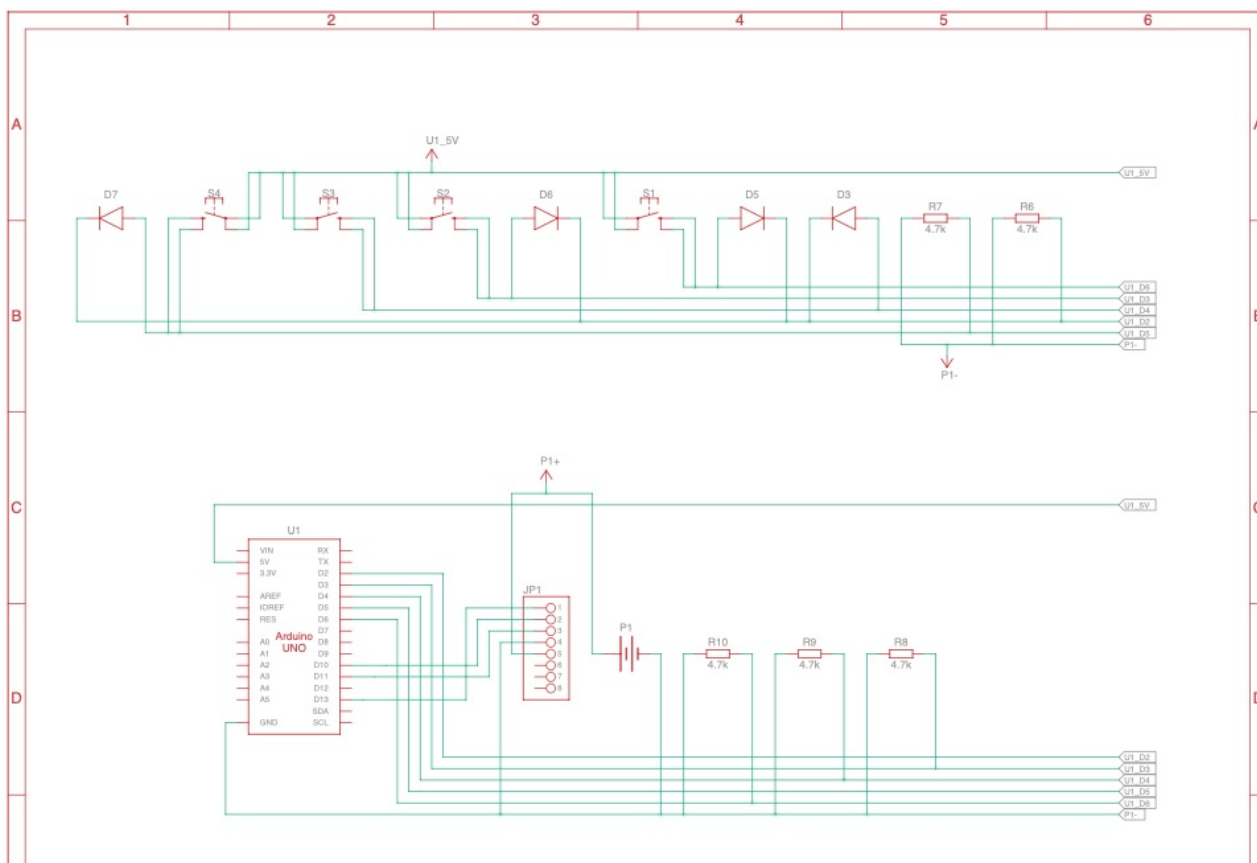 1 2 3 4 5 6
A
U1_5V
U1_5V
D7 S4 S3 S2 D6 S1 D5 D3 R7 R6
4.7k 4.7k
U1_D6
U1_D3
B B
U1_D4
U1_D2
U1_D5
P1-
P1-
P1+
C
U1_5V
U1
VIN RX
5V TX
3.3V D2
D3
AREF D4
IOREF D5
RES D6
D7
Arduino
UNO
A0 D8
A1 D9
A2 D10
A3 D11
A4 D12
A5 D13
SDA
GND SCL
JP1
1
2
3
4
5
6
7
8
P1
R10 R9 R8
4.7k 4.7k 4.7k
D
U1_D2
U1_D3
U1_D4
U1_D5
U1_D6
P1-